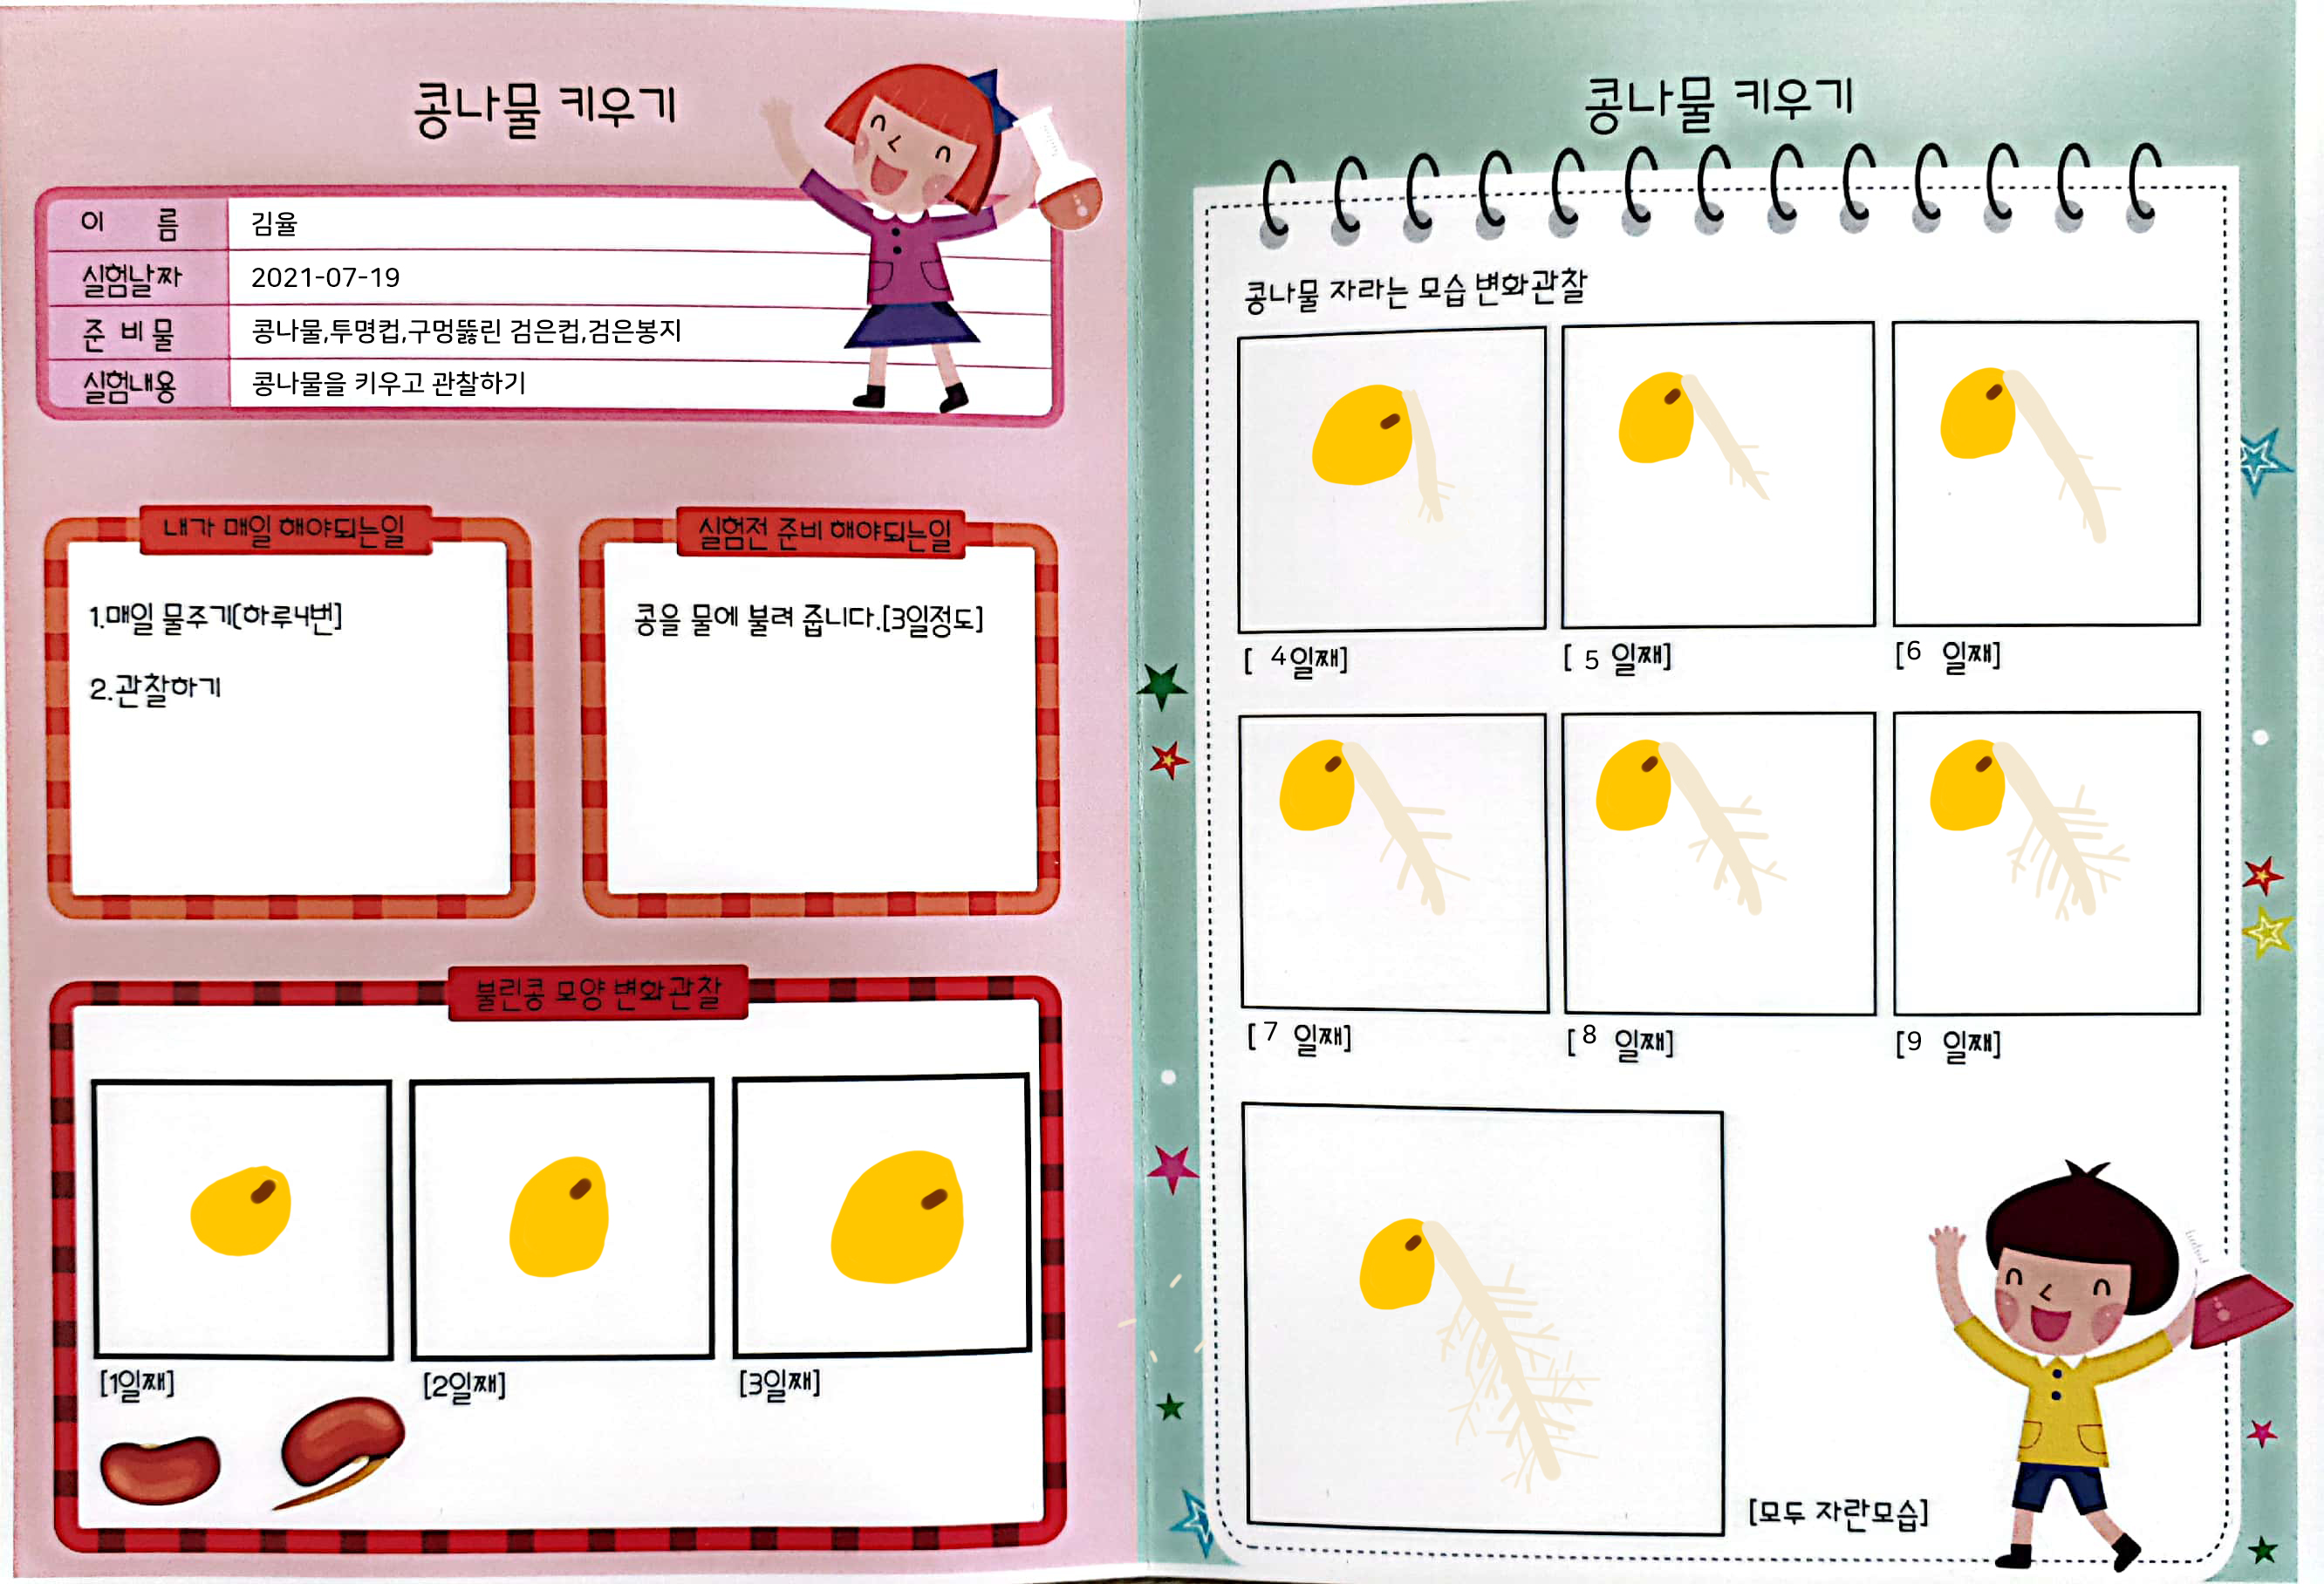 콩나물 키우기
이 름 김율
실험날짜 2021-07-19
준 비 물 콩나물,투명컵,구멍뚫린 검은컵,검은봉지
실험내용 콩나물을 키우고 관찰하기
내가 매일 해야되는일
1.매일 물주기(하루4번]
2.관찰하기
실험전 준비 해야되는일
콩을 물에 불려 줍니다.[3일정도]
불린콩 모양 변화관찰
[1일째] [2일째] [3일째]
콩나물 키우기
콩나물 자라는 모습 변화관찰
[ 4일째] [ 5 일째] [6 일째]
[7 일째] [8 일째] [9 일째]
[모두 자란모습]